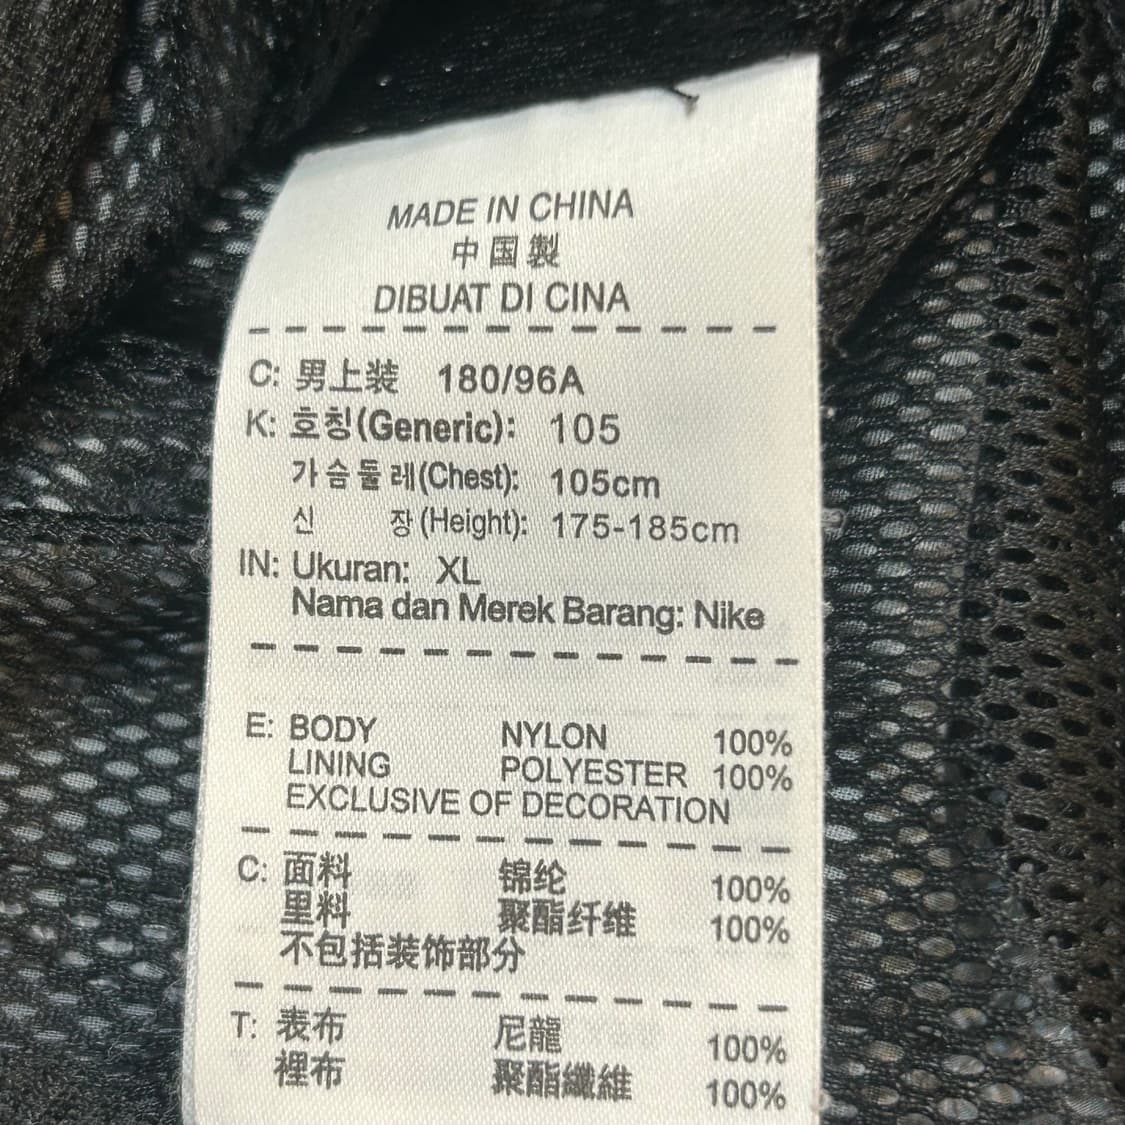 MADE IN CHINA
中国製
DIBUAT DI CINA
C: 男上装 180/96A
K: 호칭(Generic): 105
가슴둘레(Chest): 105cm
신 장(Height): 175-185cm
IN: Ukuran: XL
Nama dan Merek Barang: Nike
E: BODY NYLON 100%
LINING POLYESTER 100%
EXCLUSIVE OF DECORATION
C: 面料 锦纶 100%
里料 聚酯纤维 100%
不包括装饰部分
T: 表布 尼龍 100%
裡布 聚酯纖維 100%